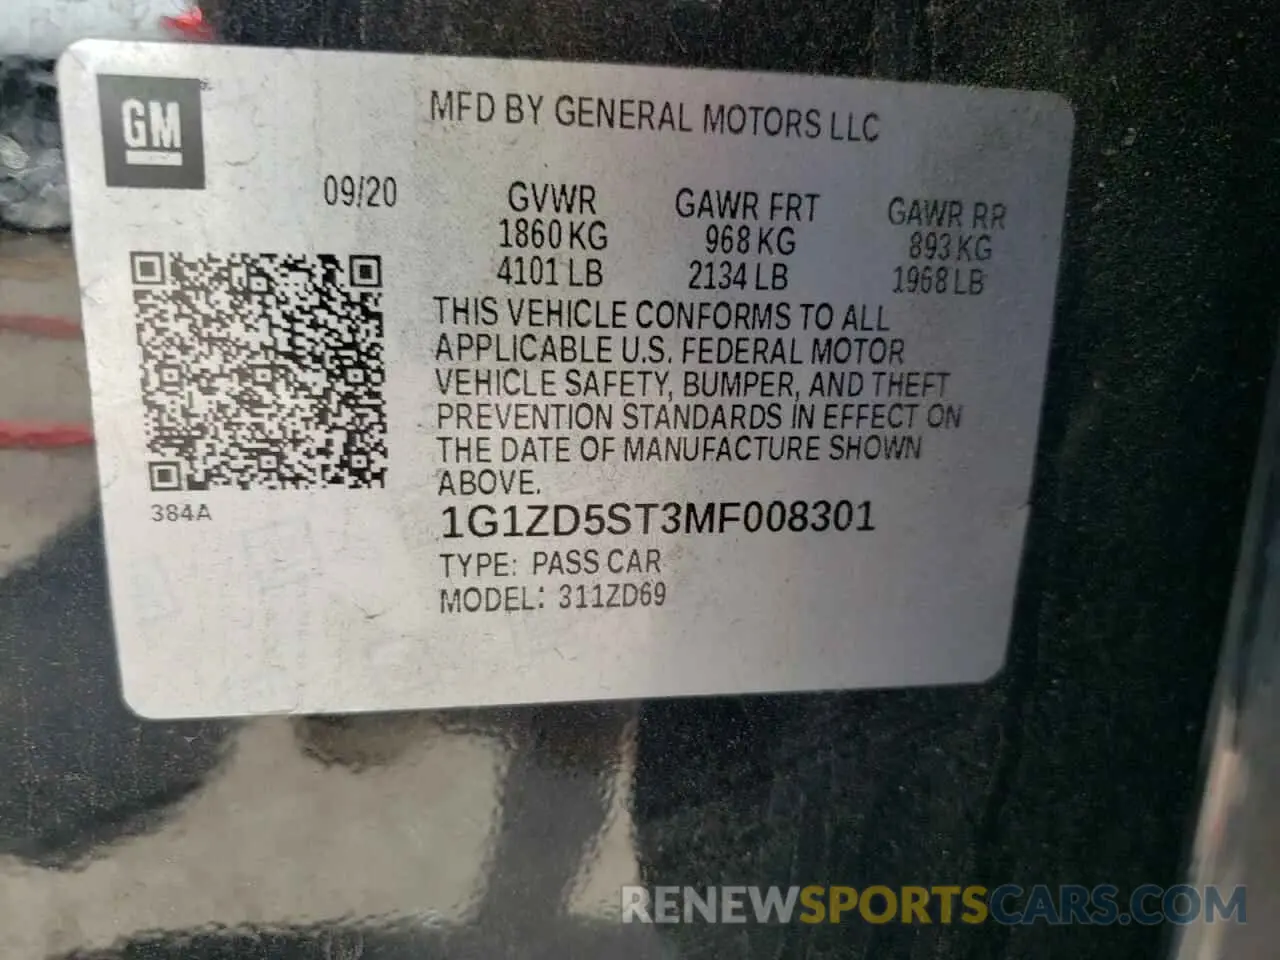 GM
MFD BY GENERAL MOTORS LLC
09/20 GVWR GAWR FRT GAWR RR
1860 KG 968 KG 893 KG
4101 LB 2134 LB 1968 LB
THIS VEHICLE CONFORMS TO ALL
APPLICABLE U.S. FEDERAL MOTOR
VEHICLE SAFETY, BUMPER, AND THEFT
PREVENTION STANDARDS IN EFFECT ON
THE DATE OF MANUFACTURE SHOWN
ABOVE.
384A
1G1ZD5ST3MF008301
TYPE: PASS CAR
MODEL: 311ZD69
RENEWSPORTSCARS.COM